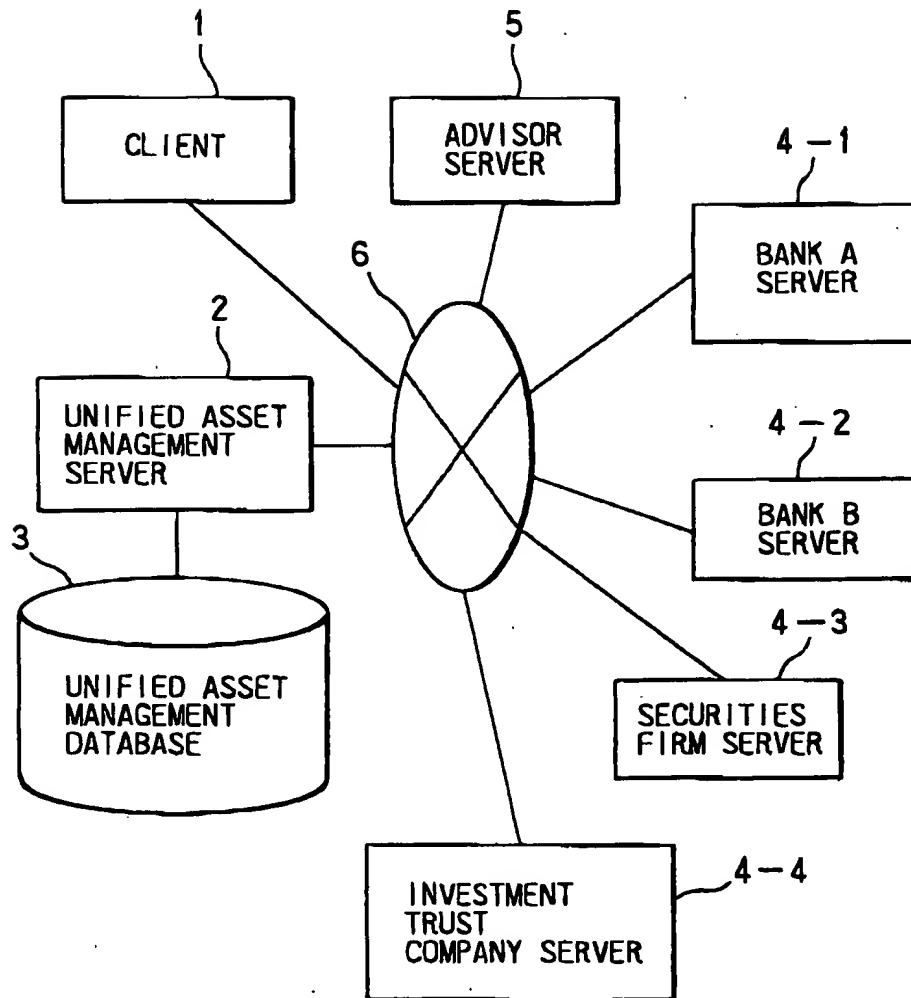 1
CLIENT
5
ADVISOR
SERVER
4-1
BANK A
SERVER
6
2
UNIFIED ASSET
MANAGEMENT
SERVER
4-2
BANK B
SERVER
3
UNIFIED ASSET
MANAGEMENT
DATABASE
4-3
SECURITIES
FIRM SERVER
4-4
INVESTMENT
TRUST
COMPANY SERVER